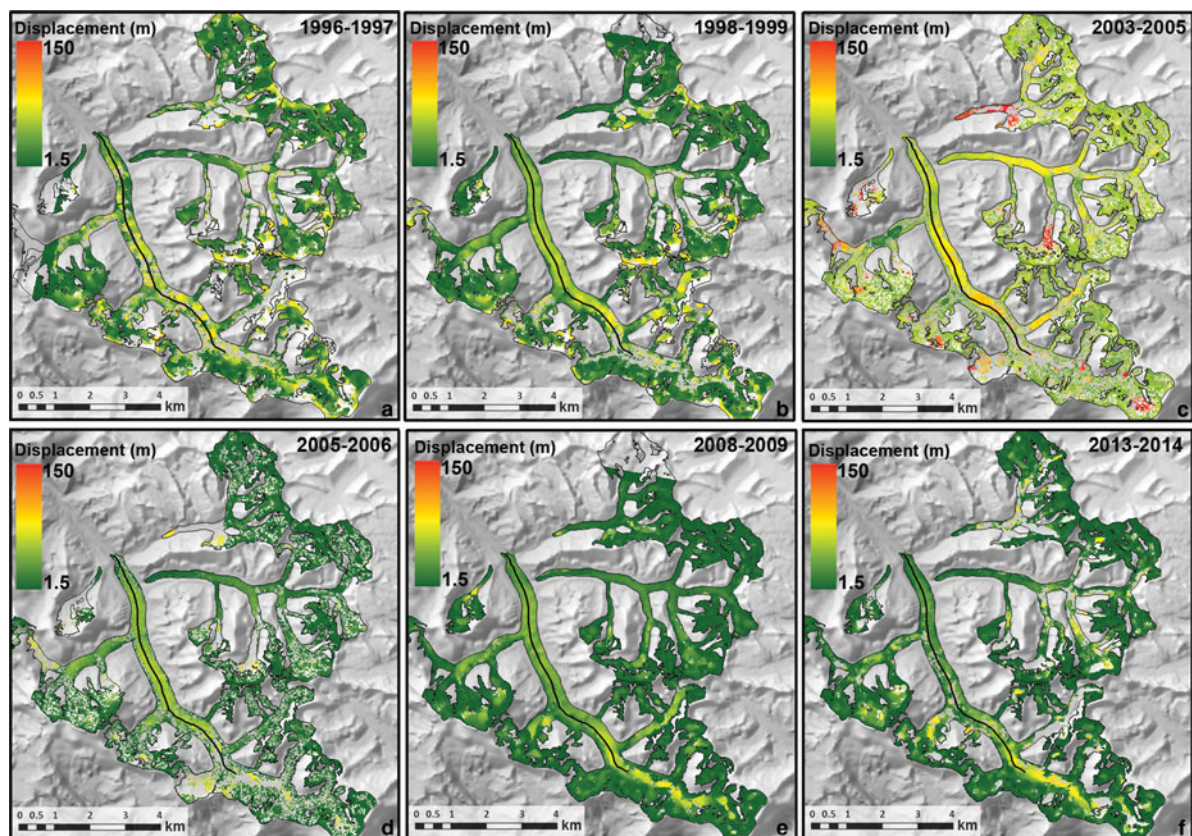 Displacement (m) 1996-1997
150
1.5
0 0.5 1 2 3 4
km
a
Displacement (m) 1998-1999
150
1.5
0 0.5 1 2 3 4
km
b
Displacement (m) 2003-2005
150
1.5
0 0.5 1 2 3 4
km
c
Displacement (m) 2005-2006
150
1.5
0 0.5 1 2 3 4
km
d
Displacement (m) 2008-2009
150
1.5
0 0.5 1 2 3 4
km
e
Displacement (m) 2013-2014
150
1.5
0 0.5 1 2 3 4
km
f